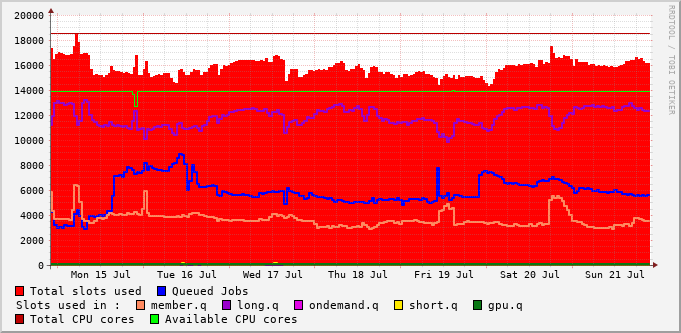 20000
18000
16000
14000
12000
10000
8000
6000
4000
2000
0
Mon 15 Jul Tue 16 Jul Wed 17 Jul Thu 18 Jul Fri 19 Jul Sat 20 Jul Sun 21 Jul
Total slots used Queued Jobs
Slots used in : member.q long.q ondemand.q short.q gpu.q
Total CPU cores Available CPU cores
RRDTOOL / TOBI OETIKER